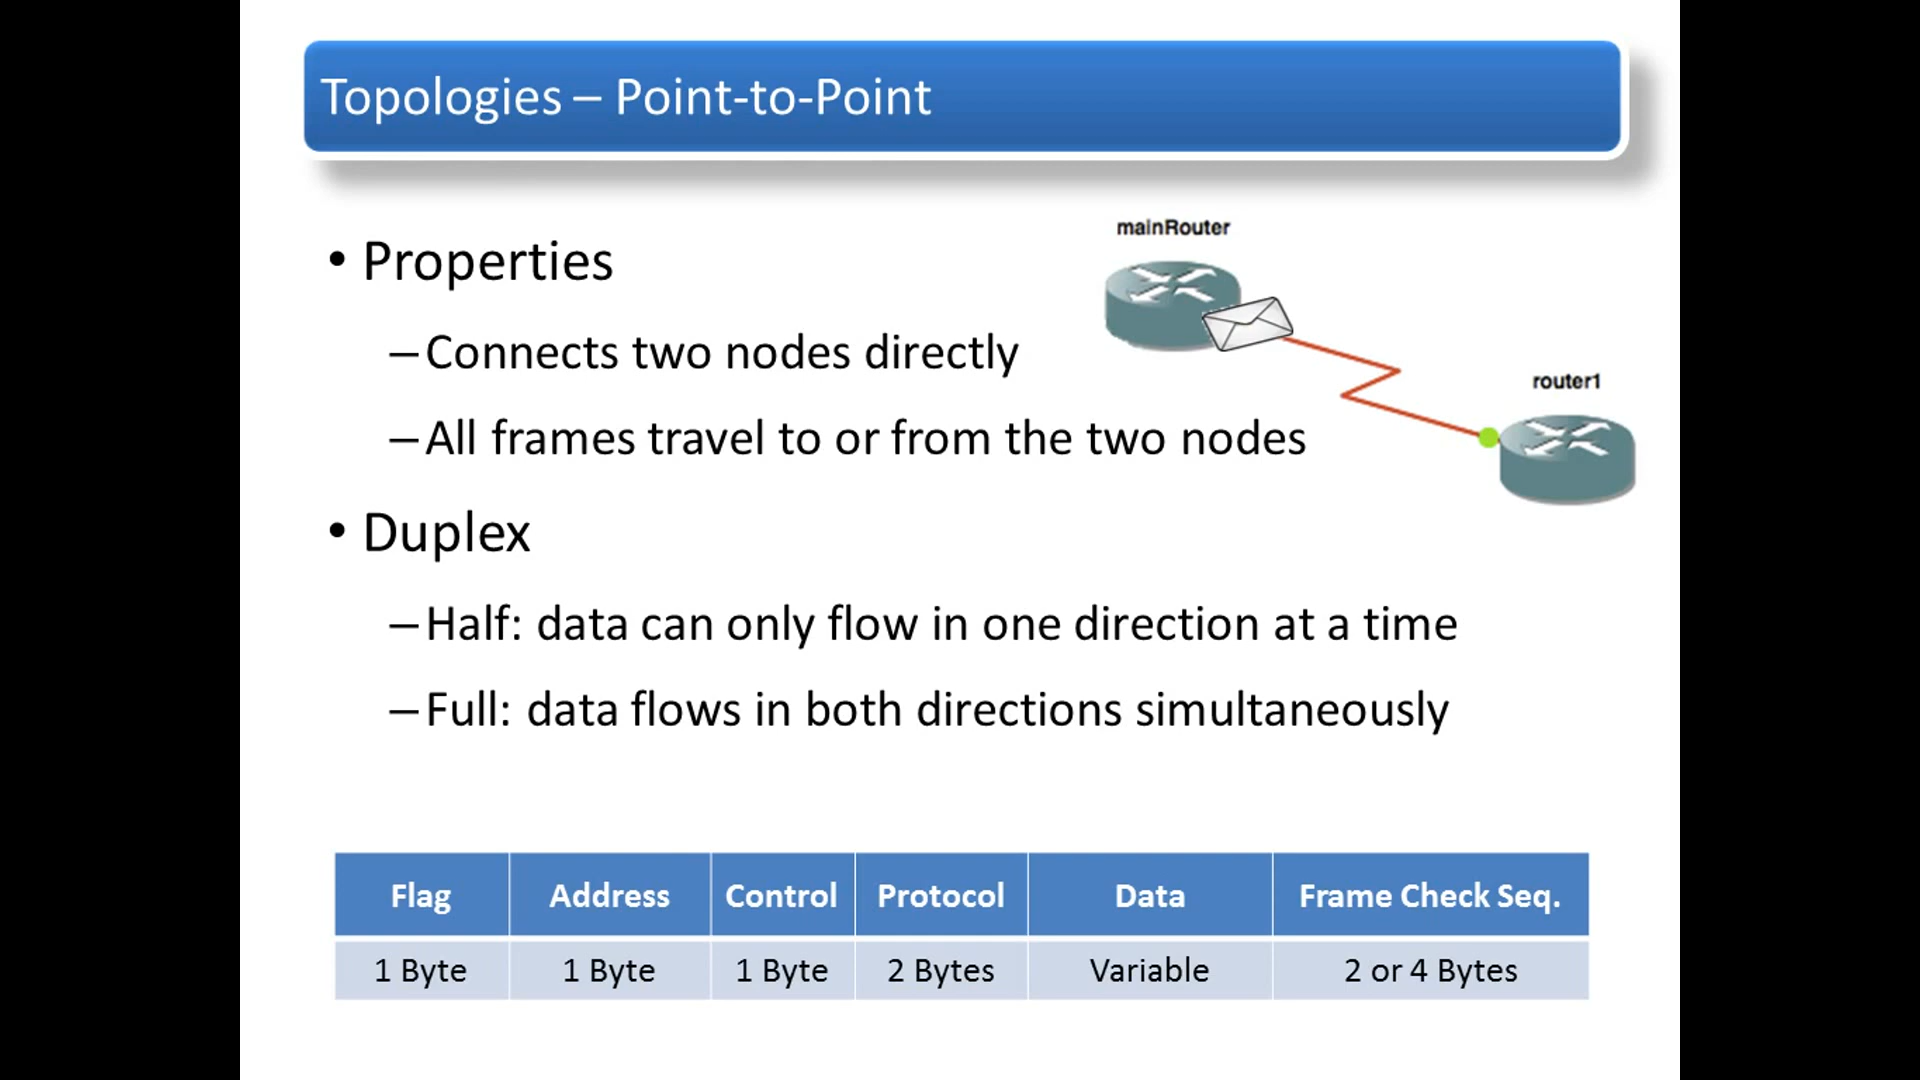 Topologies – Point-to-Point
mainRouter
• Properties
–Connects two nodes directly
router1
–All frames travel to or from the two nodes
• Duplex
–Half: data can only flow in one direction at a time
–Full: data flows in both directions simultaneously
Flag Address Control Protocol Data Frame Check Seq.
1 Byte 1 Byte 1 Byte 2 Bytes Variable 2 or 4 Bytes